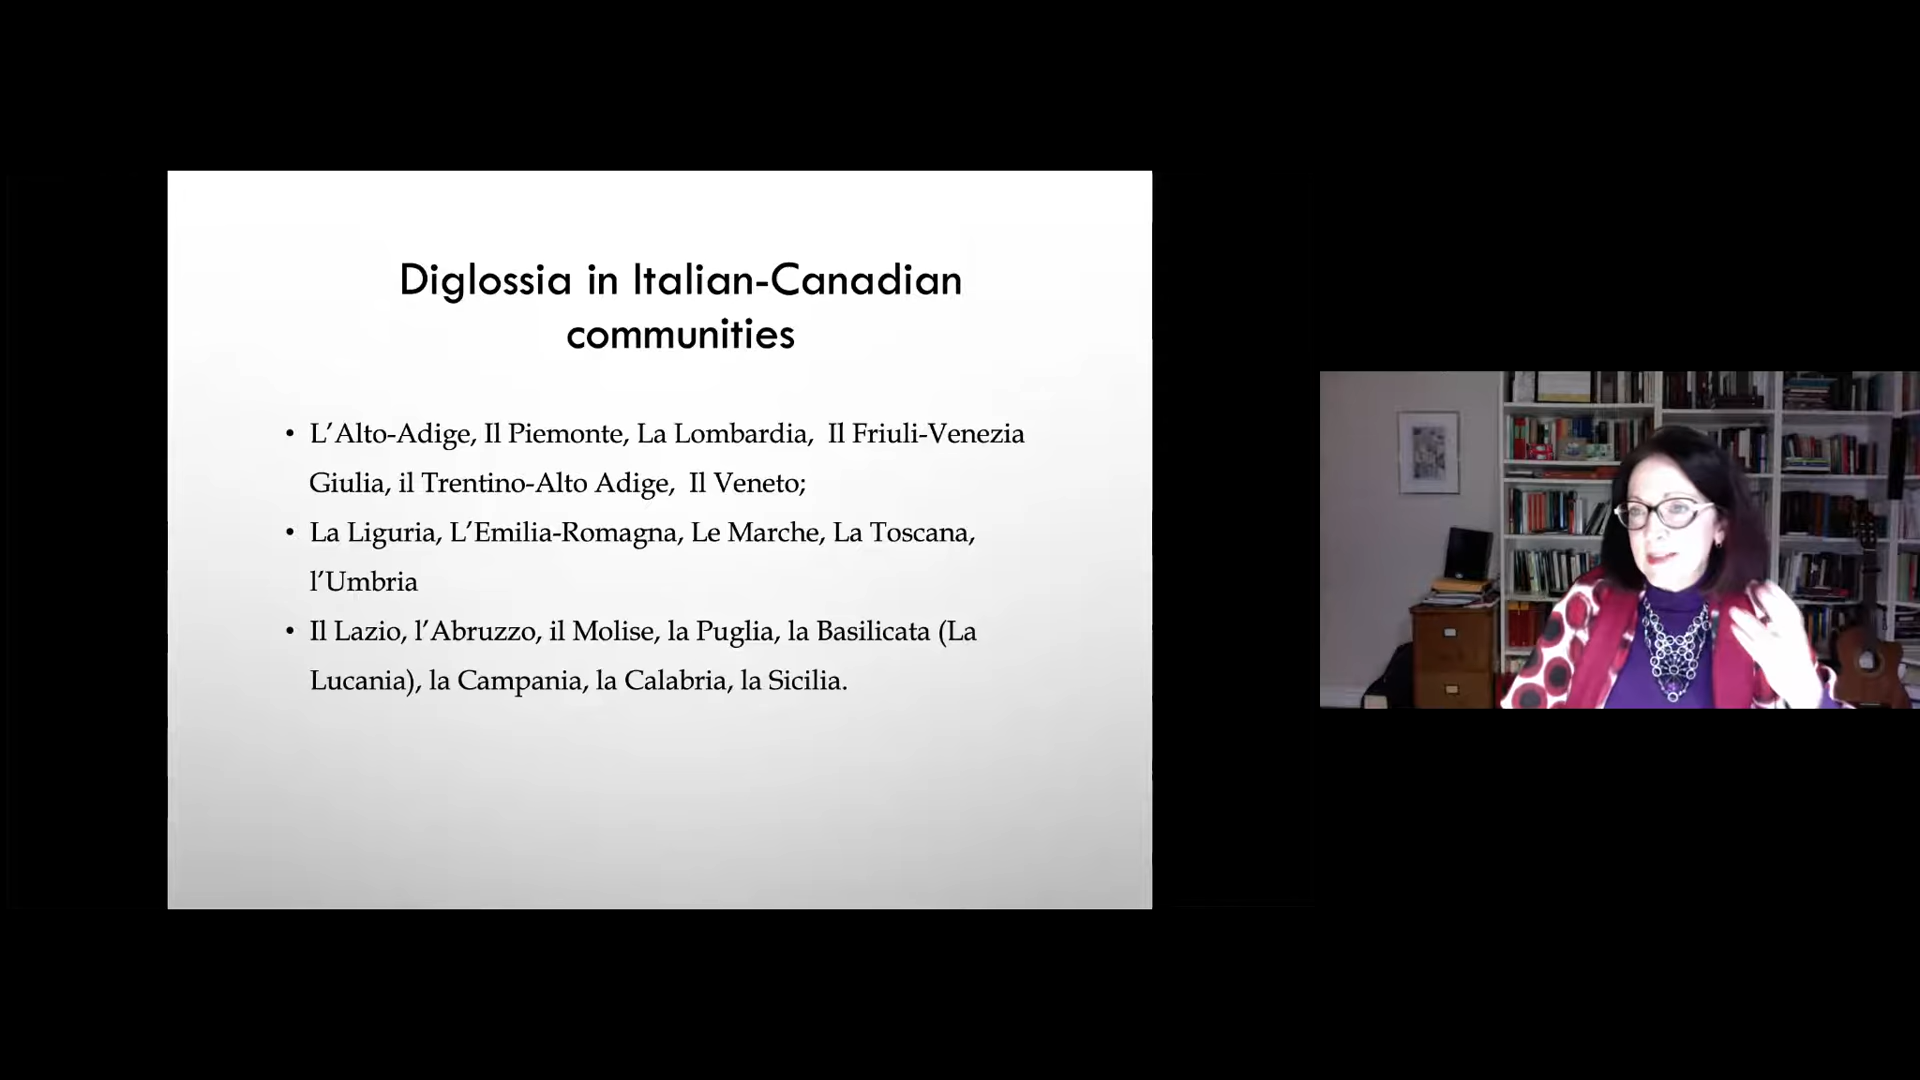 Diglossia in Italian-Canadian
communities
• L’Alto-Adige, Il Piemonte, La Lombardia, Il Friuli-Venezia
Giulia, il Trentino-Alto Adige, Il Veneto;
• La Liguria, L’Emilia-Romagna, Le Marche, La Toscana,
l’Umbria
• Il Lazio, l’Abruzzo, il Molise, la Puglia, la Basilicata (La
Lucania), la Campania, la Calabria, la Sicilia.